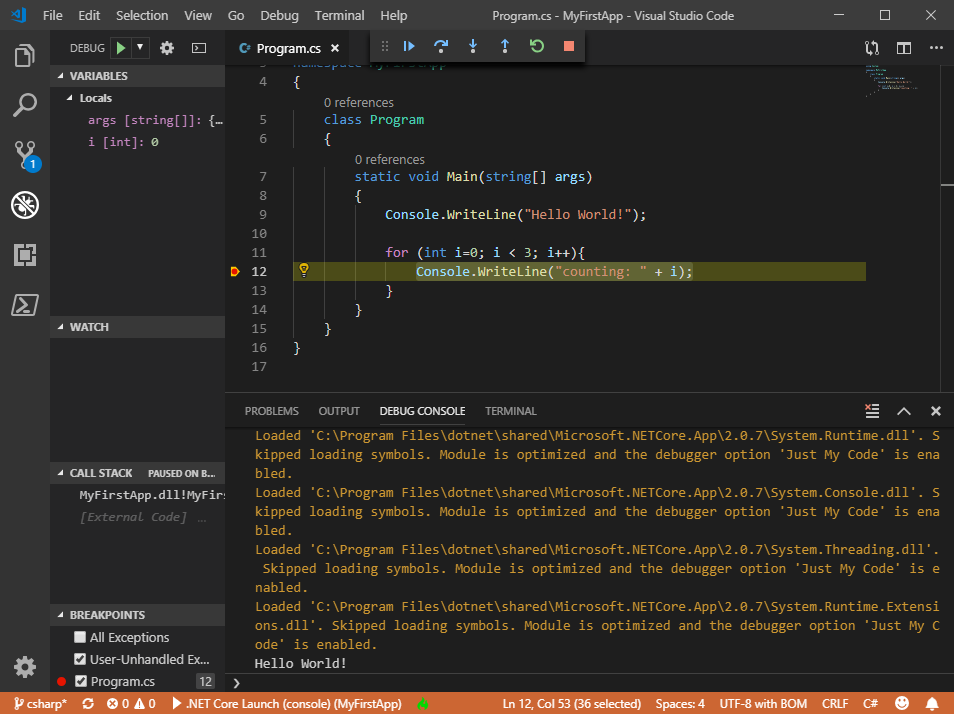 File Edit Selection View Go Debug Terminal Help Program.cs - MyFirstApp - Visual Studio Code
DEBUG
Program.cs
VARIABLES
Locals
args [string[]]: {…
i [int]: 0
1
WATCH
CALL STACK PAUSED ON B...
MyFirstApp.dll!MyFirs
[External Code] …
BREAKPOINTS
All Exceptions
User-Unhandled Ex...
Program.cs 12
3 namespace MyFirstApp
4 {
0 references
5 class Program
6 {
0 references
7 static void Main(string[] args)
8 {
9 Console.WriteLine("Hello World!");
10
11 for (int i=0; i < 3; i++){
12 Console.WriteLine("counting: " + i);
13 }
14 }
15 }
16 }
17
PROBLEMS OUTPUT DEBUG CONSOLE TERMINAL
Loaded 'C:\Program Files\dotnet\shared\Microsoft.NETCore.App\2.0.7\System.Runtime.dll'. S
kipped loading symbols. Module is optimized and the debugger option 'Just My Code' is ena
bled.
Loaded 'C:\Program Files\dotnet\shared\Microsoft.NETCore.App\2.0.7\System.Console.dll'. S
kipped loading symbols. Module is optimized and the debugger option 'Just My Code' is ena
bled.
Loaded 'C:\Program Files\dotnet\shared\Microsoft.NETCore.App\2.0.7\System.Threading.dll'.
Skipped loading symbols. Module is optimized and the debugger option 'Just My Code' is e
nabled.
Loaded 'C:\Program Files\dotnet\shared\Microsoft.NETCore.App\2.0.7\System.Runtime.Extensi
ons.dll'. Skipped loading symbols. Module is optimized and the debugger option 'Just My C
ode' is enabled.
Hello World!
csharp* 0 0 .NET Core Launch (console) (MyFirstApp) Ln 12, Col 53 (36 selected) Spaces: 4 UTF-8 with BOM CRLF C#